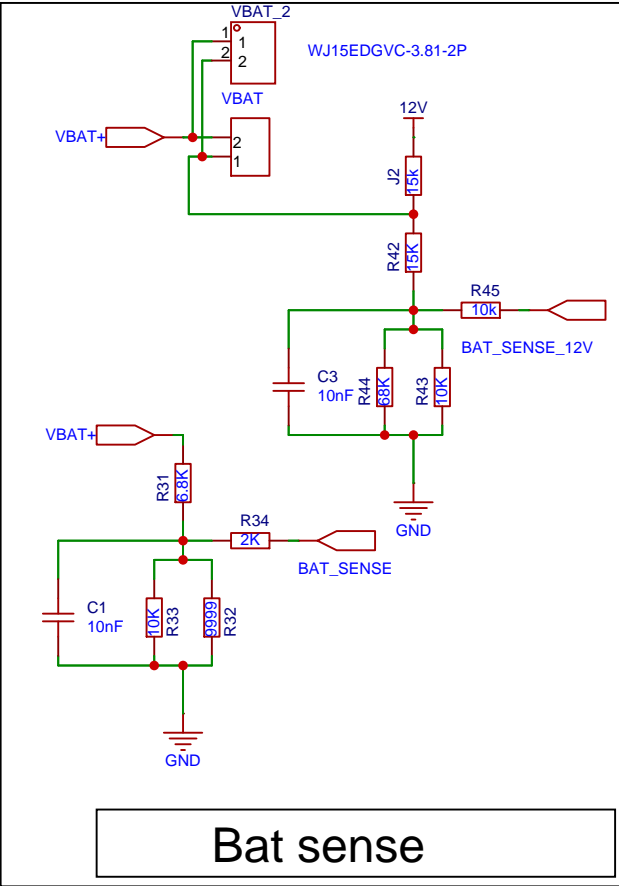 VBAT_2
1
1
2
2
WJ15EDGVC-3.81-2P
VBAT
VBAT+
2
1
12V
J2
15k
R42
15K
R45
10k
BAT_SENSE_12V
C3
10nF
R44
68K
R43
10K
GND
VBAT+
R31
6.8K
R34
2K
BAT_SENSE
C1
10nF
10K
R33
9999
R32
GND
Bat sense